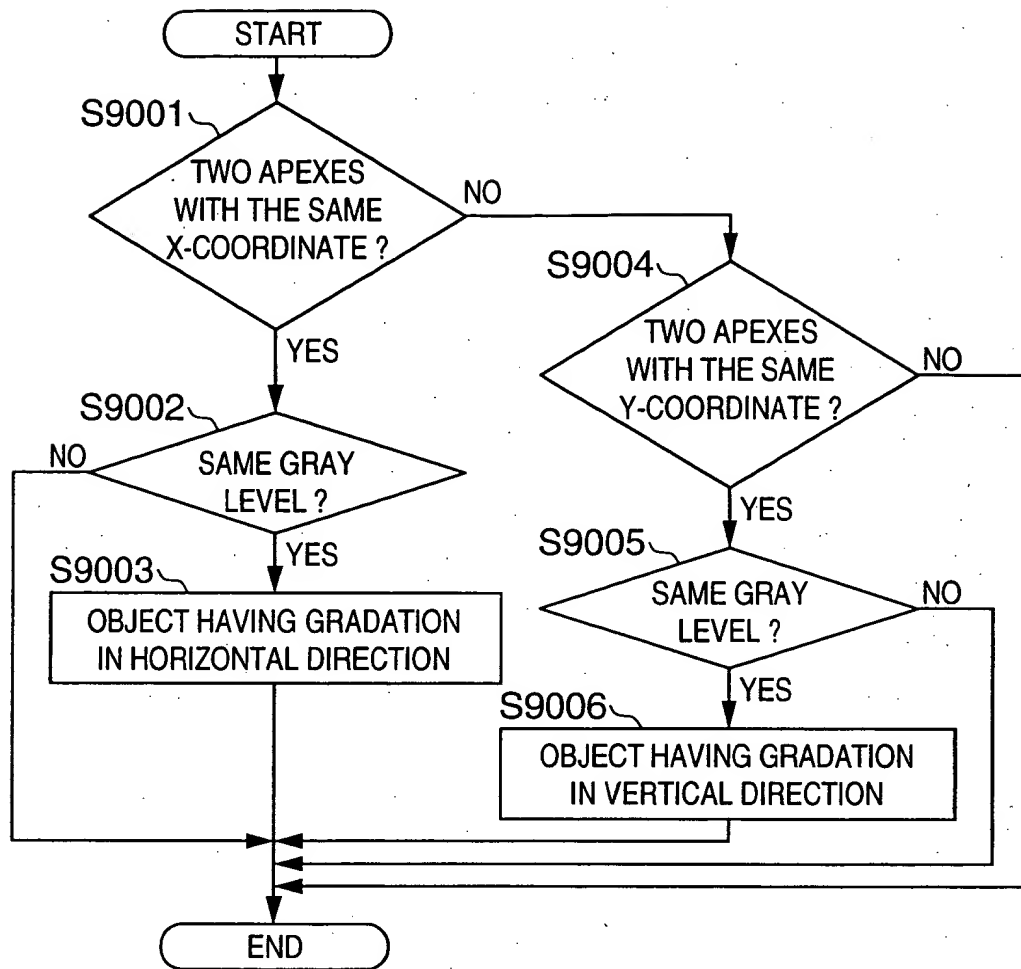 START
S9001
TWO APEXES
WITH THE SAME
X-COORDINATE ?
NO
YES
S9004
TWO APEXES
WITH THE SAME
Y-COORDINATE ?
NO
YES
S9002
NO
SAME GRAY
LEVEL ?
YES
S9003
OBJECT HAVING GRADATION
IN HORIZONTAL DIRECTION
S9005
SAME GRAY
LEVEL ?
NO
YES
S9006
OBJECT HAVING GRADATION
IN VERTICAL DIRECTION
END